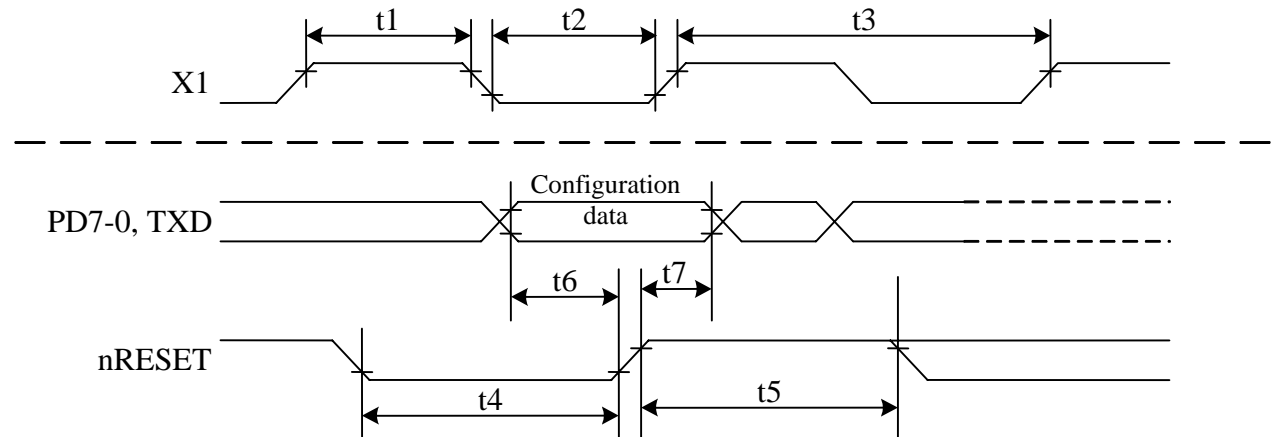 t1
t2
t3
X1
Configuration
data
PD7-0, TXD
t6
t7
nRESET
t4
t5